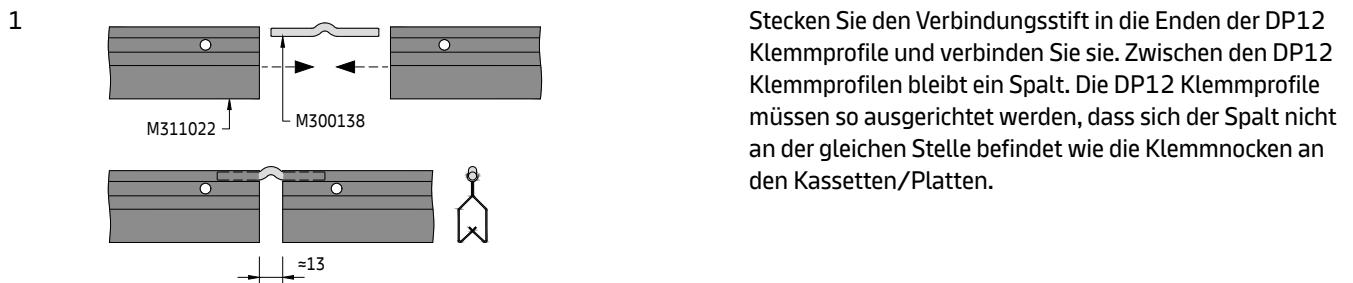 1
M311022
M300138
≈13
Stecken Sie den Verbindungsstift in die Enden der DP12
Klemmprofile und verbinden Sie sie. Zwischen den DP12
Klemmprofilen bleibt ein Spalt. Die DP12 Klemmprofile
müssen so ausgerichtet werden, dass sich der Spalt nicht
an der gleichen Stelle befindet wie die Klemmnocken an
den Kassetten/Platten.